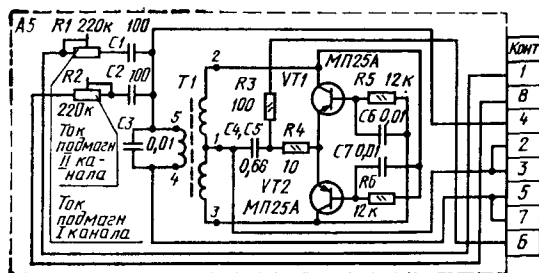 А5
R1 220к
C1
100
R2
220к
C2
100
C3
0,01
Ток
подмагн
II ка-
нала
Ток
подмагн
I канала
5
4
T1
2
1
3
R3
100
C4, C5
0,66
R4
10
VT1
МП25А
VT2
МП25А
R5 12к
C6 0,01
C7 0,01
R6
12к
Конт
1
8
4
2
3
5
7
6